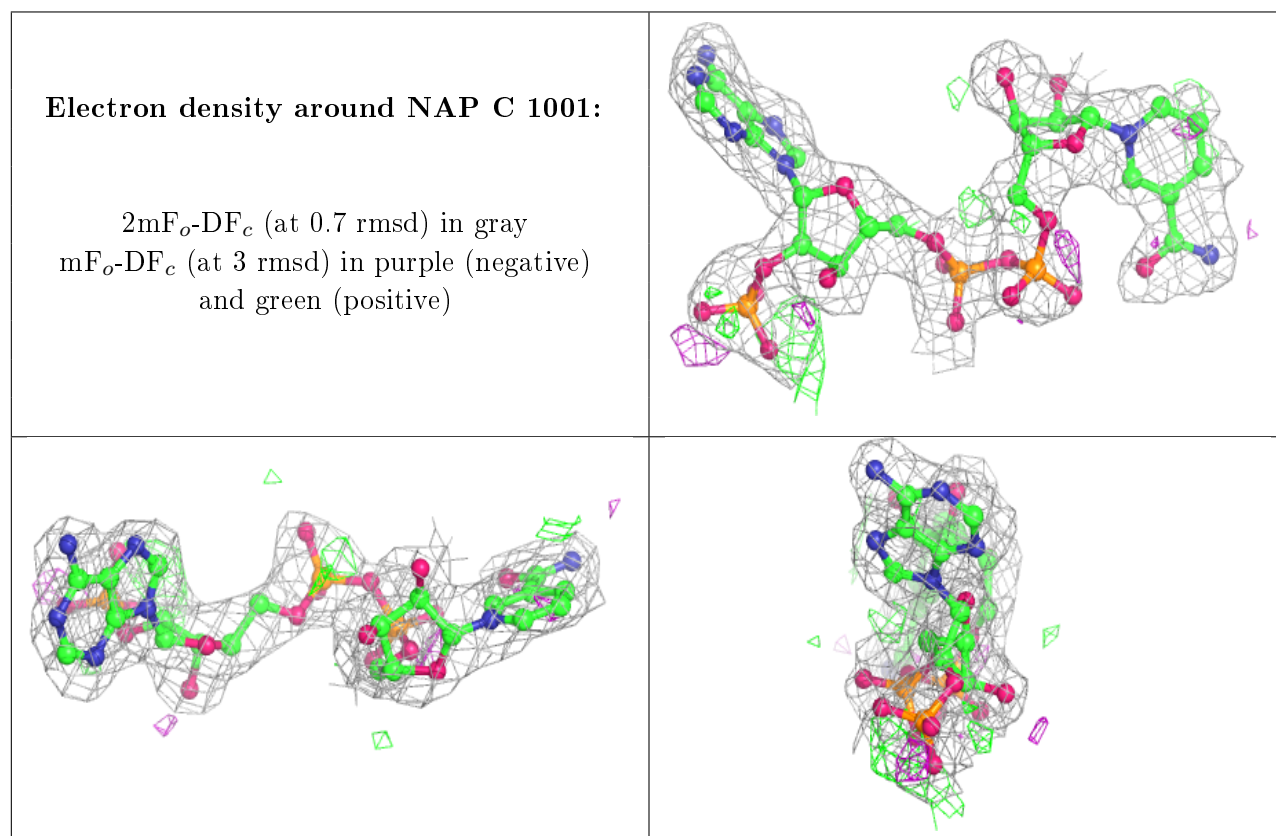 Electron density around NAP C 1001:
2mFo-DFc (at 0.7 rmsd) in gray
mFo-DFc (at 3 rmsd) in purple (negative)
and green (positive)